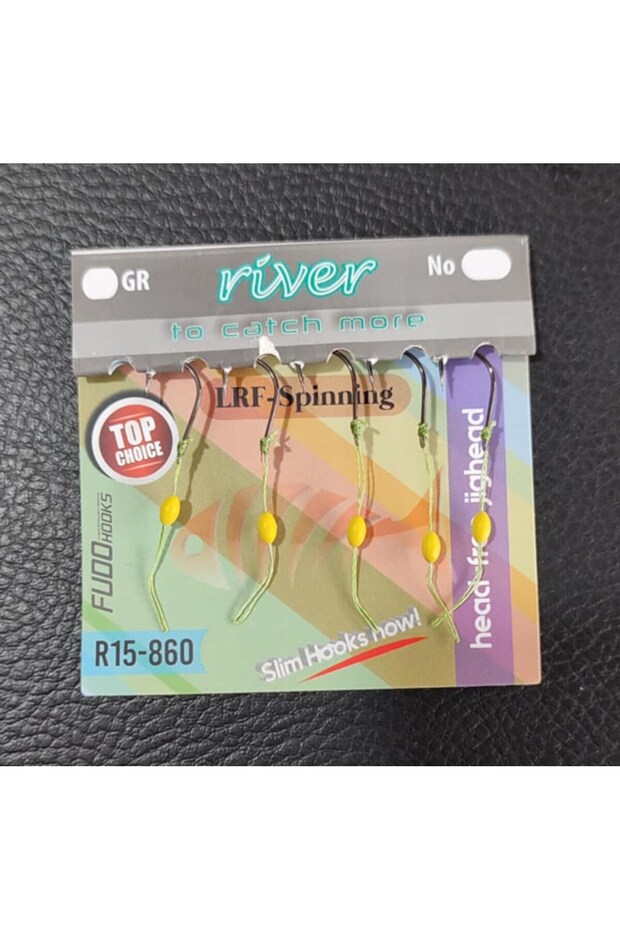 GR
river
No
to catch more
LRF-Spinning
TOP
CHOICE
FUDO HOOKS
head-free jighead
R15-860
Slim Hooks now!